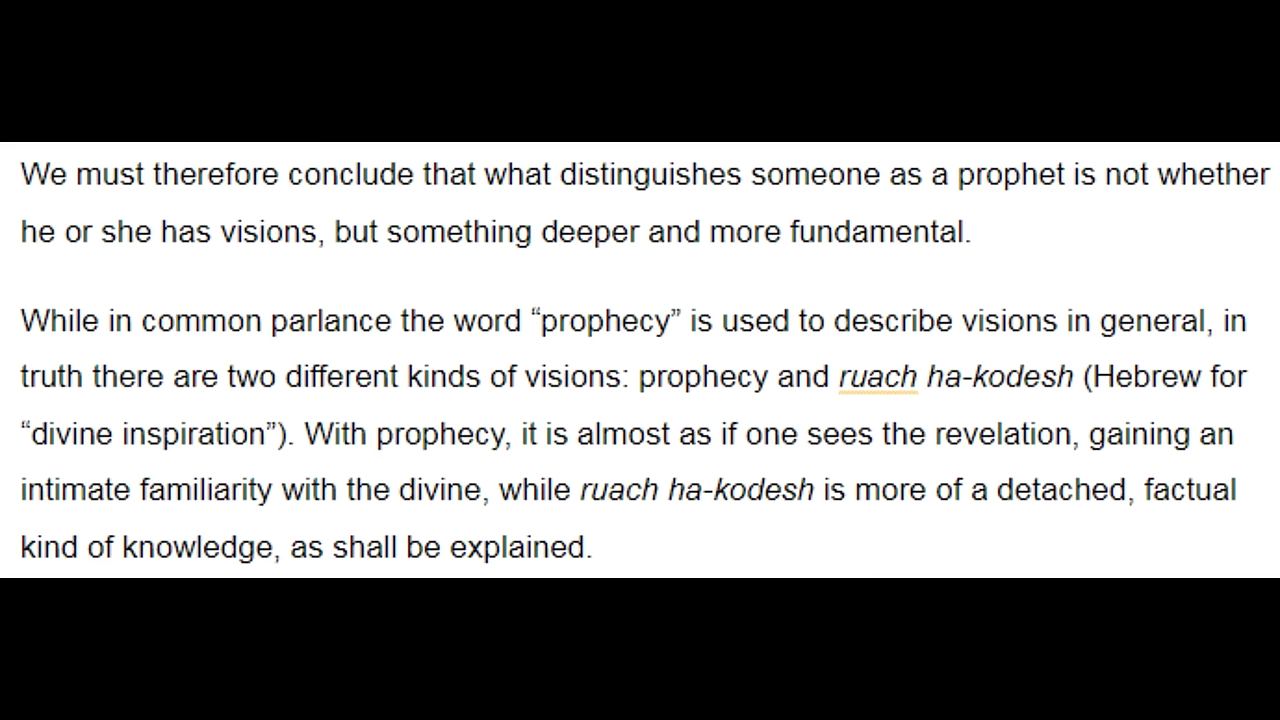 We must therefore conclude that what distinguishes someone as a prophet is not whether
he or she has visions, but something deeper and more fundamental.
While in common parlance the word “prophecy” is used to describe visions in general, in
truth there are two different kinds of visions: prophecy and ruach ha-kodesh (Hebrew for
“divine inspiration”). With prophecy, it is almost as if one sees the revelation, gaining an
intimate familiarity with the divine, while ruach ha-kodesh is more of a detached, factual
kind of knowledge, as shall be explained.